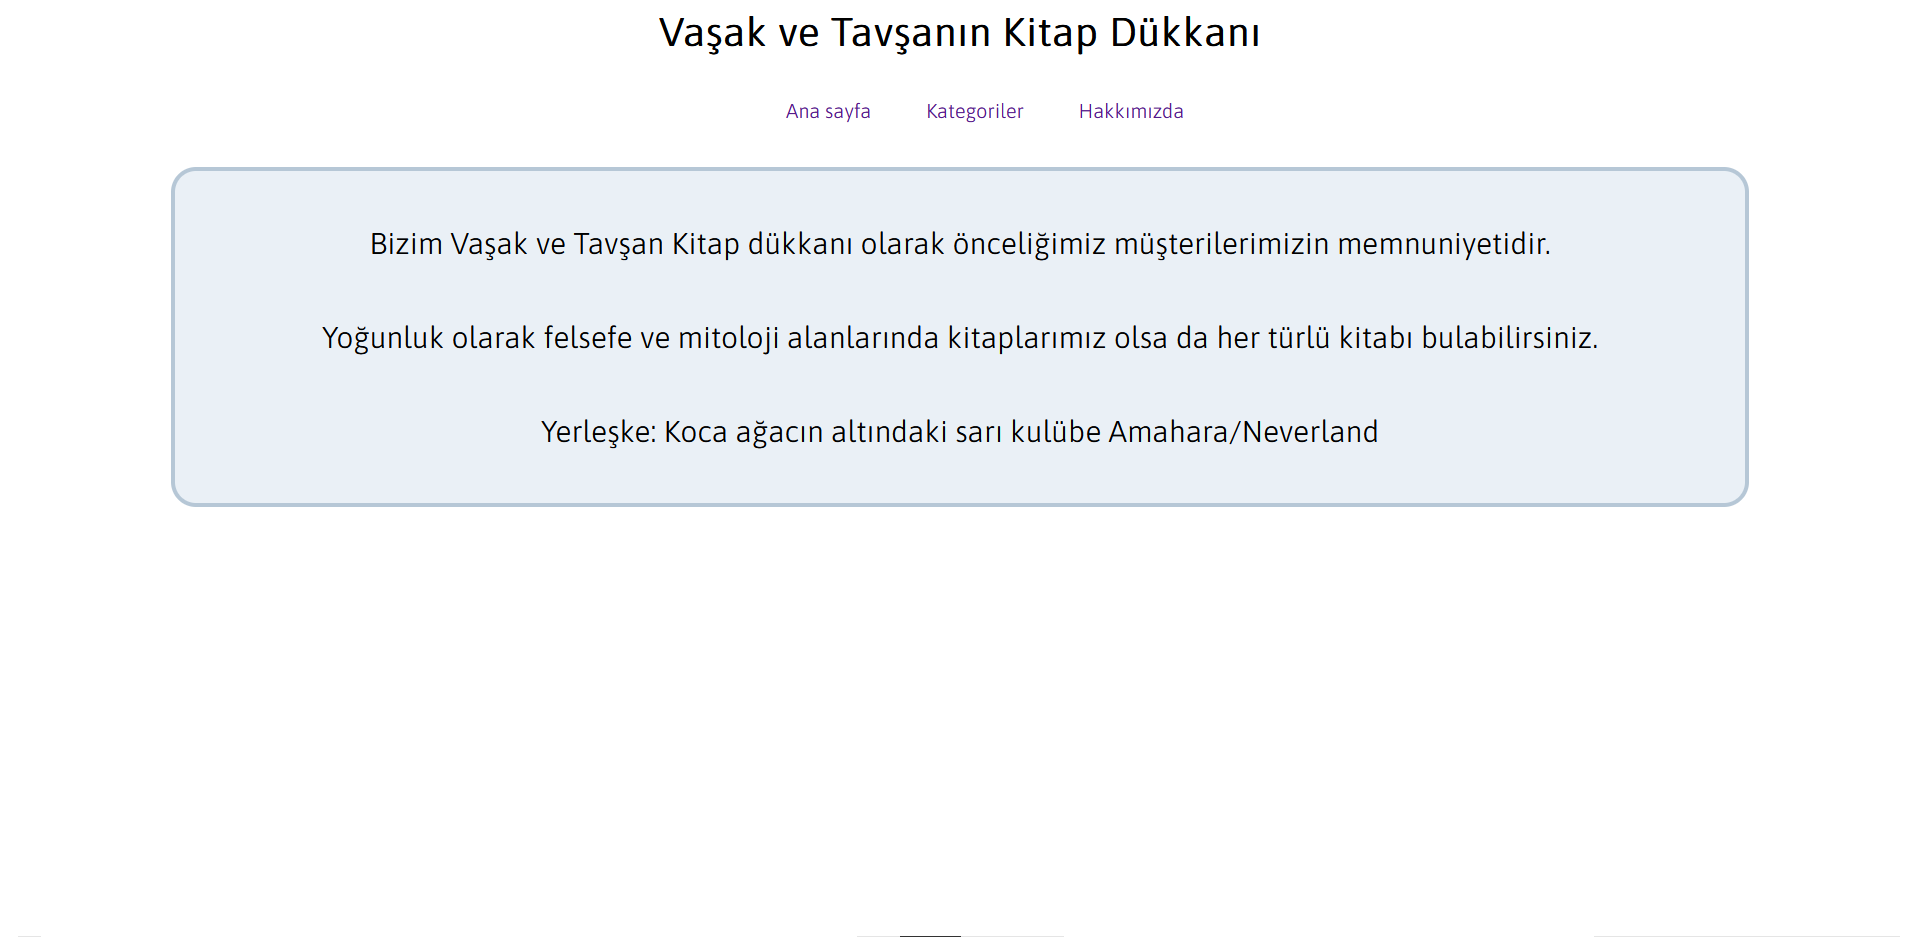 Vaşak ve Tavşanın Kitap Dükkanı
Ana sayfa Kategoriler Hakkımızda
Bizim Vaşak ve Tavşan Kitap dükkanı olarak önceliğimiz müşterilerimizin memnuniyetidir.
Yoğunluk olarak felsefe ve mitoloji alanlarında kitaplarımız olsa da her türlü kitabı bulabilirsiniz.
Yerleşke: Koca ağacın altındaki sarı kulübe Amahara/Neverland